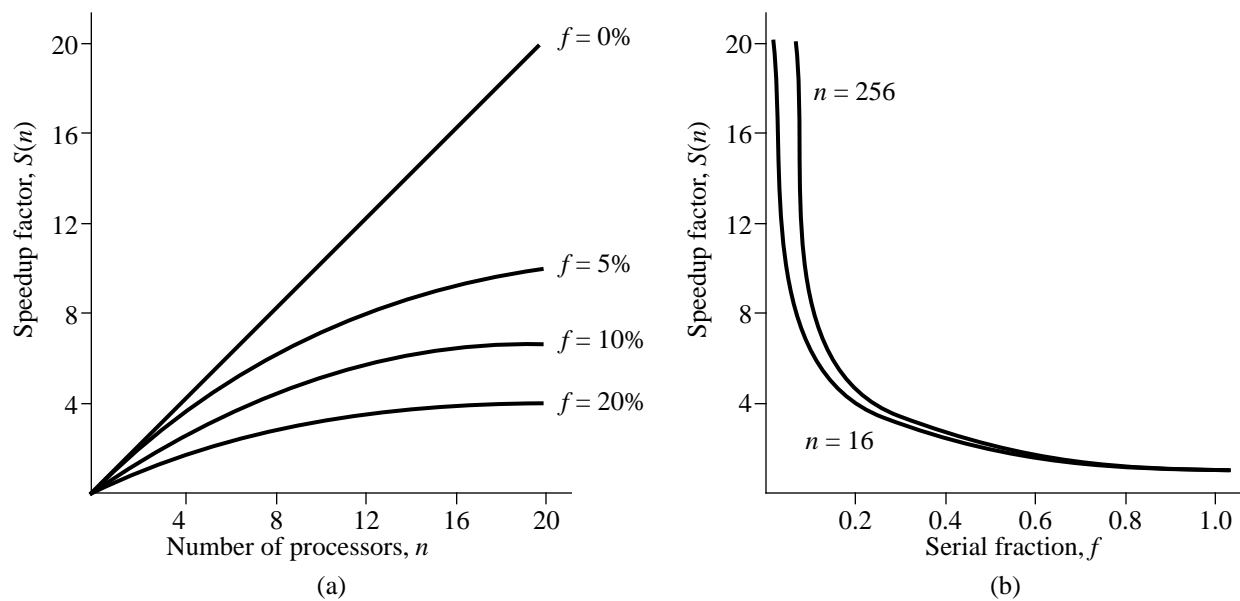 20
16
12
8
4
Speedup factor, S(n)
f = 0%
f = 5%
f = 10%
f = 20%
4
8
12
16
20
Number of processors, n
(a)
20
16
12
8
4
Speedup factor, S(n)
n = 256
n = 16
0.2
0.4
0.6
0.8
1.0
Serial fraction, f
(b)